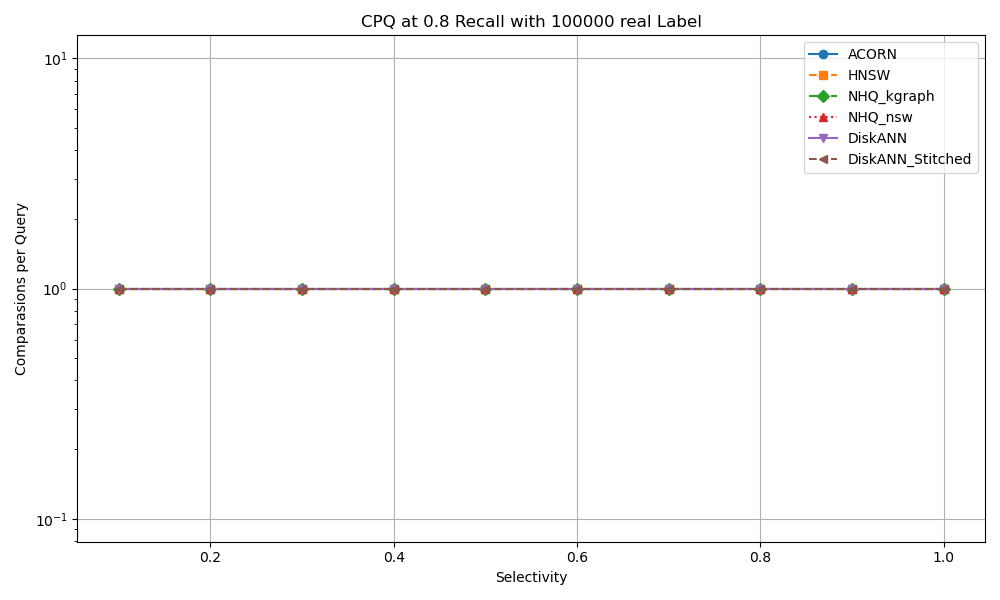 CPQ at 0.8 Recall with 100000 real Label
ACORN
HNSW
NHQ_kgraph
NHQ_nsw
DiskANN
DiskANN_Stitched
Comparasions per Query
10¹
10⁰
10⁻¹
0.2 0.4 0.6 0.8 1.0
Selectivity